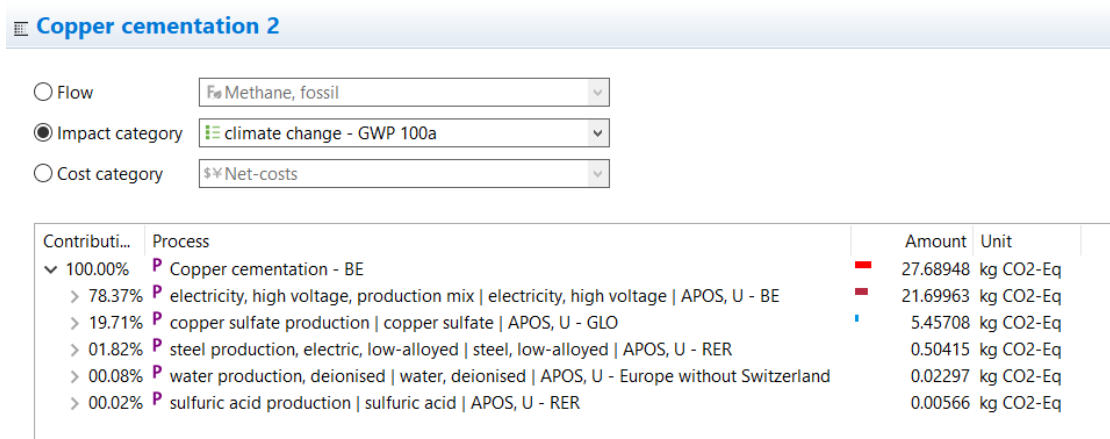 Copper cementation 2
Flow Methane, fossil
Impact category climate change - GWP 100a
Cost category Net-costs
Contributi... Process Amount Unit
100.00% P Copper cementation - BE 27.68948 kg CO2-Eq
78.37% P electricity, high voltage, production mix | electricity, high voltage | APOS, U - BE 21.69963 kg CO2-Eq
19.71% P copper sulfate production | copper sulfate | APOS, U - GLO 5.45708 kg CO2-Eq
01.82% P steel production, electric, low-alloyed | steel, low-alloyed | APOS, U - RER 0.50415 kg CO2-Eq
00.08% P water production, deionised | water, deionised | APOS, U - Europe without Switzerland 0.02297 kg CO2-Eq
00.02% P sulfuric acid production | sulfuric acid | APOS, U - RER 0.00566 kg CO2-Eq